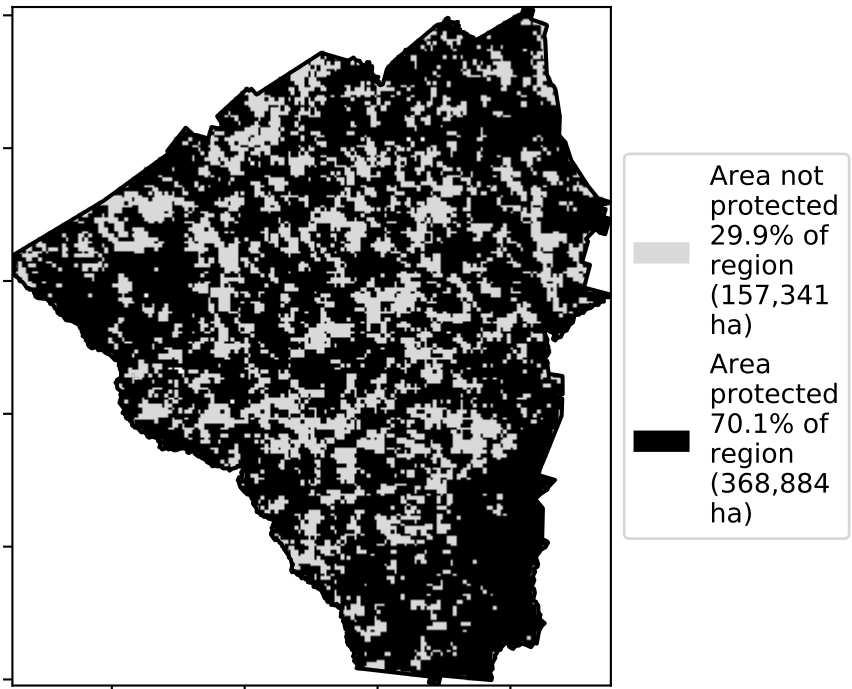 Area not
protected
29.9% of
region
(157,341
ha)
Area
protected
70.1% of
region
(368,884
ha)